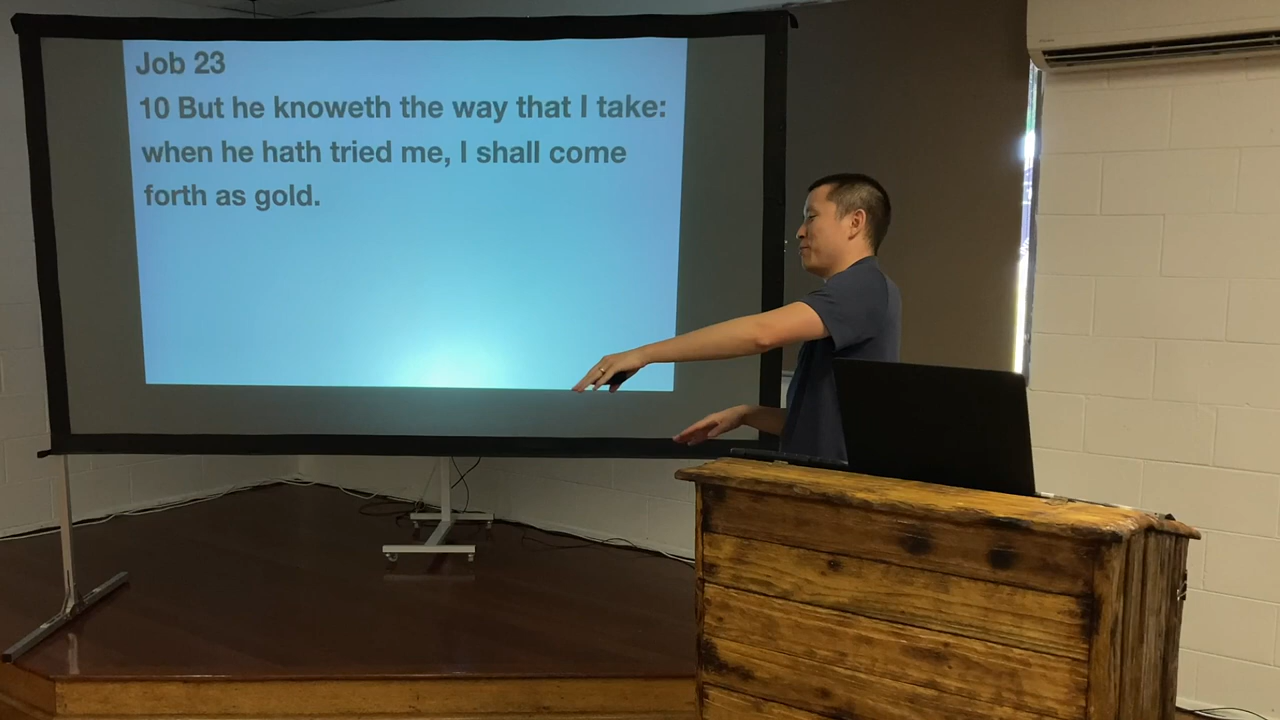 Job 23
10 But he knoweth the way that I take:
when he hath tried me, I shall come
forth as gold.